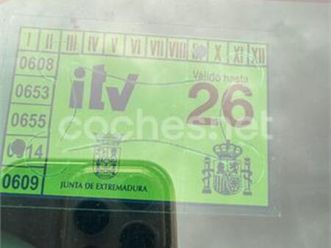 I II III IV V VI VII VIII X XI XII
0608
0653
0655
14
0609
itv
Válido hasta
26
coches.net
JUNTA DE EXTREMADURA